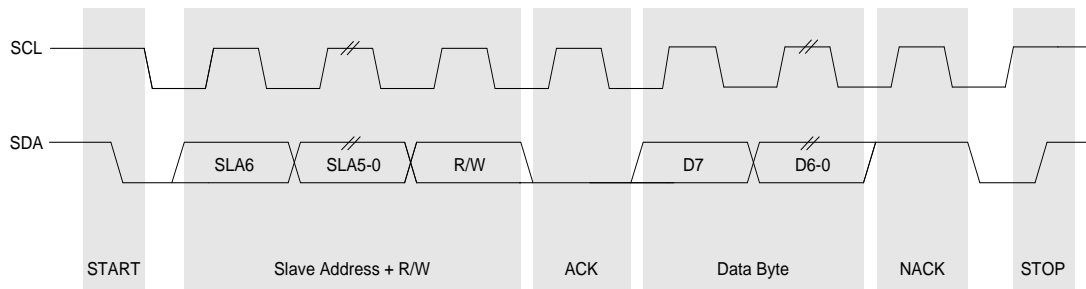 SCL
SDA
SLA6
SLA5-0
R/W
D7
D6-0
START
Slave Address + R/W
ACK
Data Byte
NACK
STOP